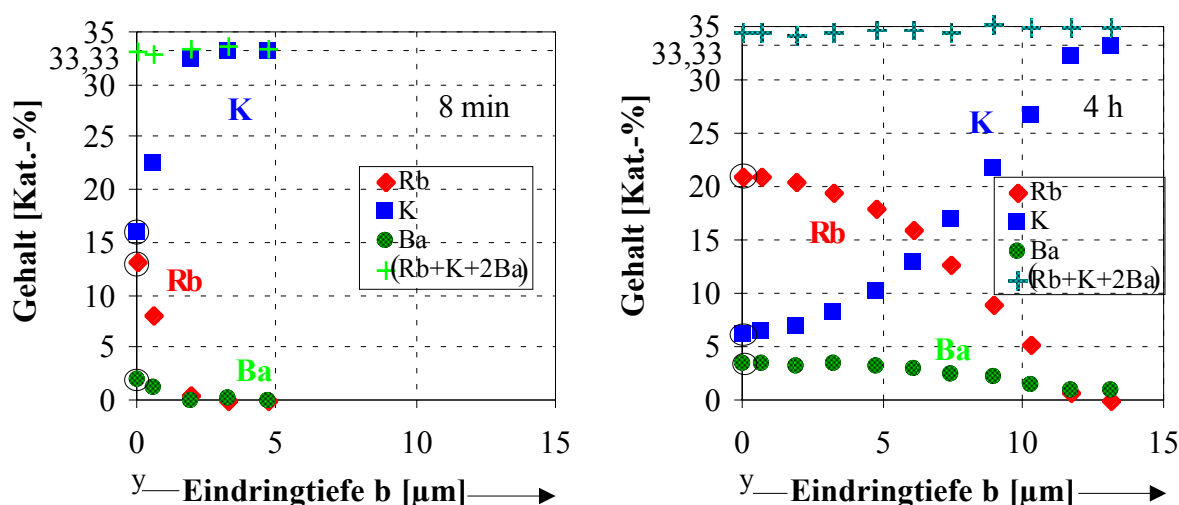 Gehalt [Kat.-%]
35
33,33
30
25
20
15
10
5
0
K
8 min
Rb
K
Ba
(Rb+K+2Ba)
Rb
Ba
0
5
10
15
y
Eindringtiefe b [µm]
Gehalt [Kat.-%]
35
33,33
30
25
20
15
10
5
0
K
4 h
Rb
K
Ba
(Rb+K+2Ba)
Rb
Ba
0
5
10
15
y
Eindringtiefe b [µm]